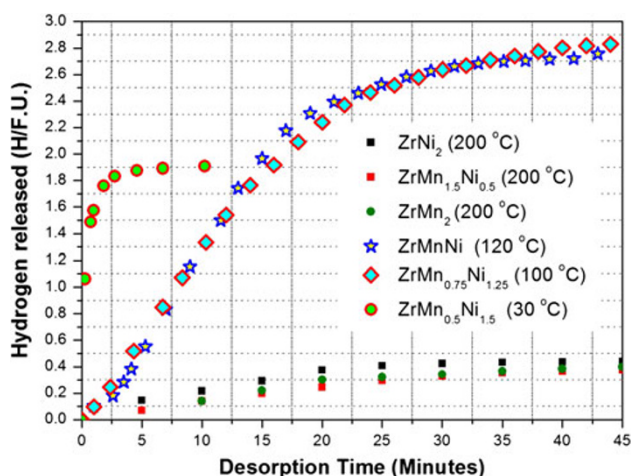 3.0
2.8
2.6
2.4
2.2
2.0
1.8
1.6
1.4
1.2
1.0
0.8
0.6
0.4
0.2
0.0
Hydrogen released (H/F.U.)
ZrNi₂ (200 °C)
ZrMn₁.₅Ni₀.₅ (200 °C)
ZrMn₂ (200 °C)
ZrMnNi (120 °C)
ZrMn₀.₇₅Ni₁.₂₅ (100 °C)
ZrMn₀.₅Ni₁.₅ (30 °C)
0 5 10 15 20 25 30 35 40 45
Desorption Time (Minutes)